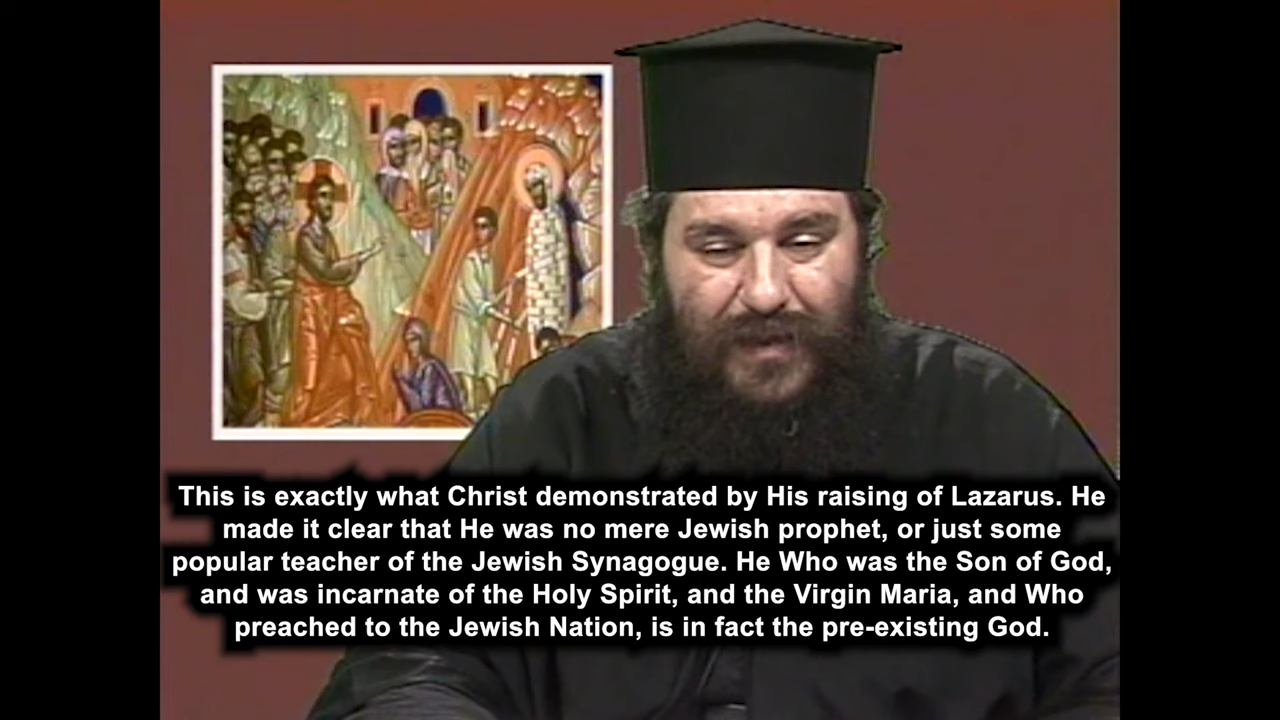 This is exactly what Christ demonstrated by His raising of Lazarus. He
made it clear that He was no mere Jewish prophet, or just some
popular teacher of the Jewish Synagogue. He Who was the Son of God,
and was incarnate of the Holy Spirit, and the Virgin Maria, and Who
preached to the Jewish Nation, is in fact the pre-existing God.